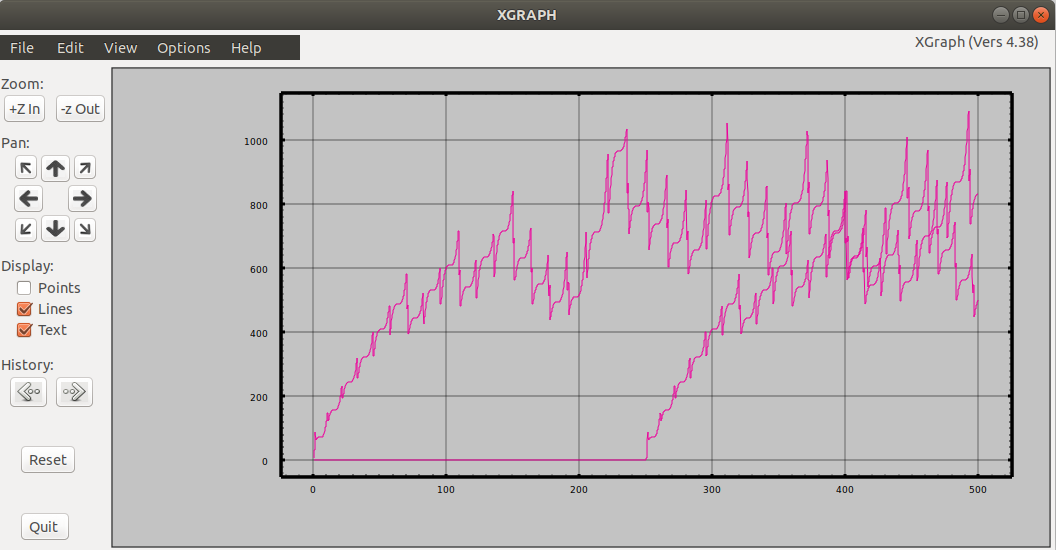 XGRAPH
File Edit View Options Help
XGraph (Vers 4.38)
Zoom:
+Z In -z Out
Pan:
Display:
Points
Lines
Text
History:
Reset
Quit
1000
800
600
400
200
0
0 100 200 300 400 500